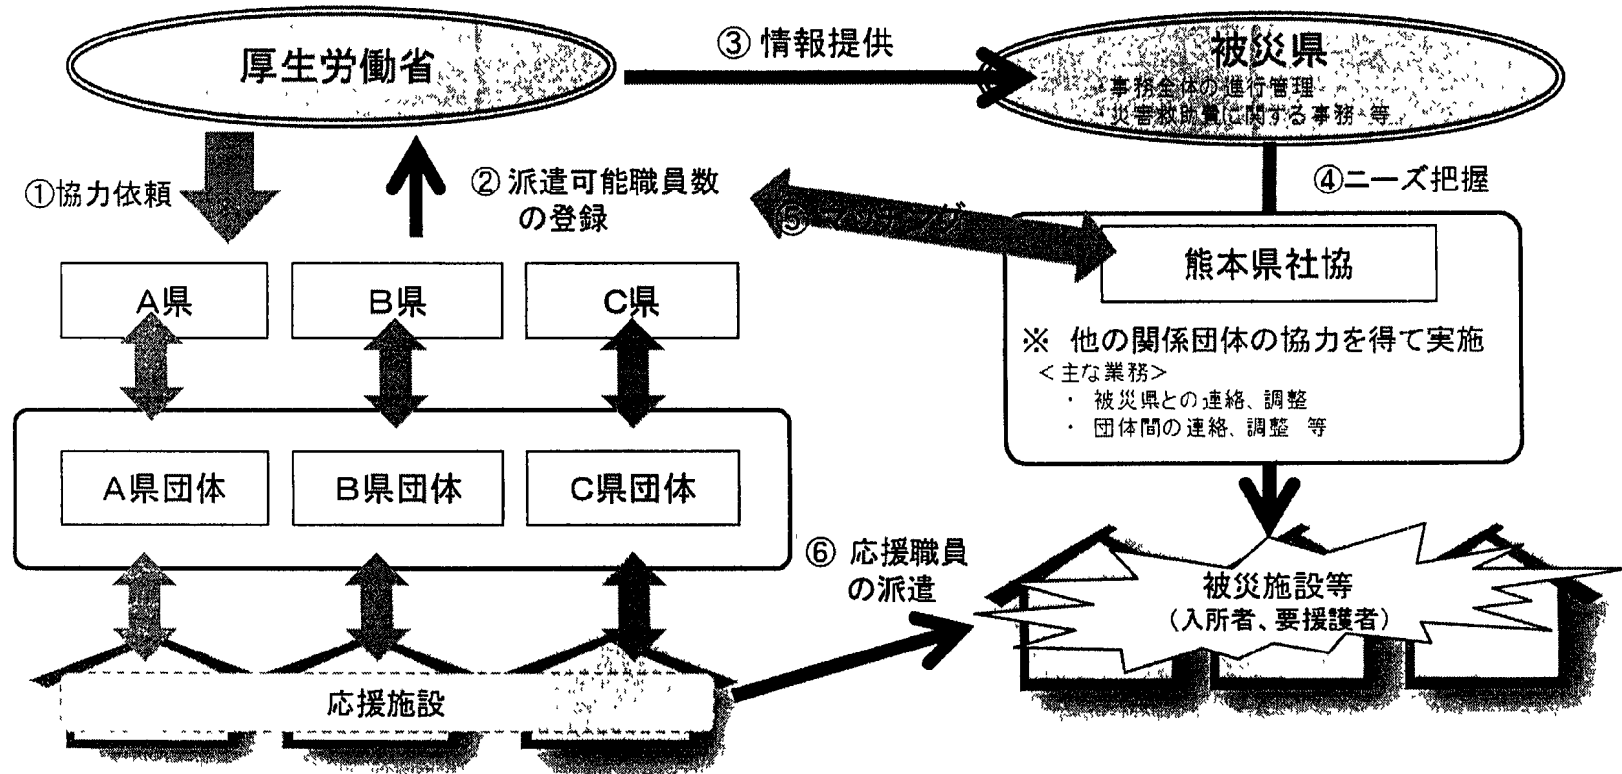 厚生労働省
③ 情報提供
被災県
事務全体の進行管理
災害救助費に関する事務 等
①協力依頼
② 派遣可能職員数
の登録
④ニーズ把握
⑤マッチング
A県
B県
C県
熊本県社協
※ 他の関係団体の協力を得て実施
<主な業務>
・ 被災県との連絡、調整
・ 団体間の連絡、調整 等
A県団体
B県団体
C県団体
⑥ 応援職員
の派遣
被災施設等
(入所者、要援護者)
応援施設